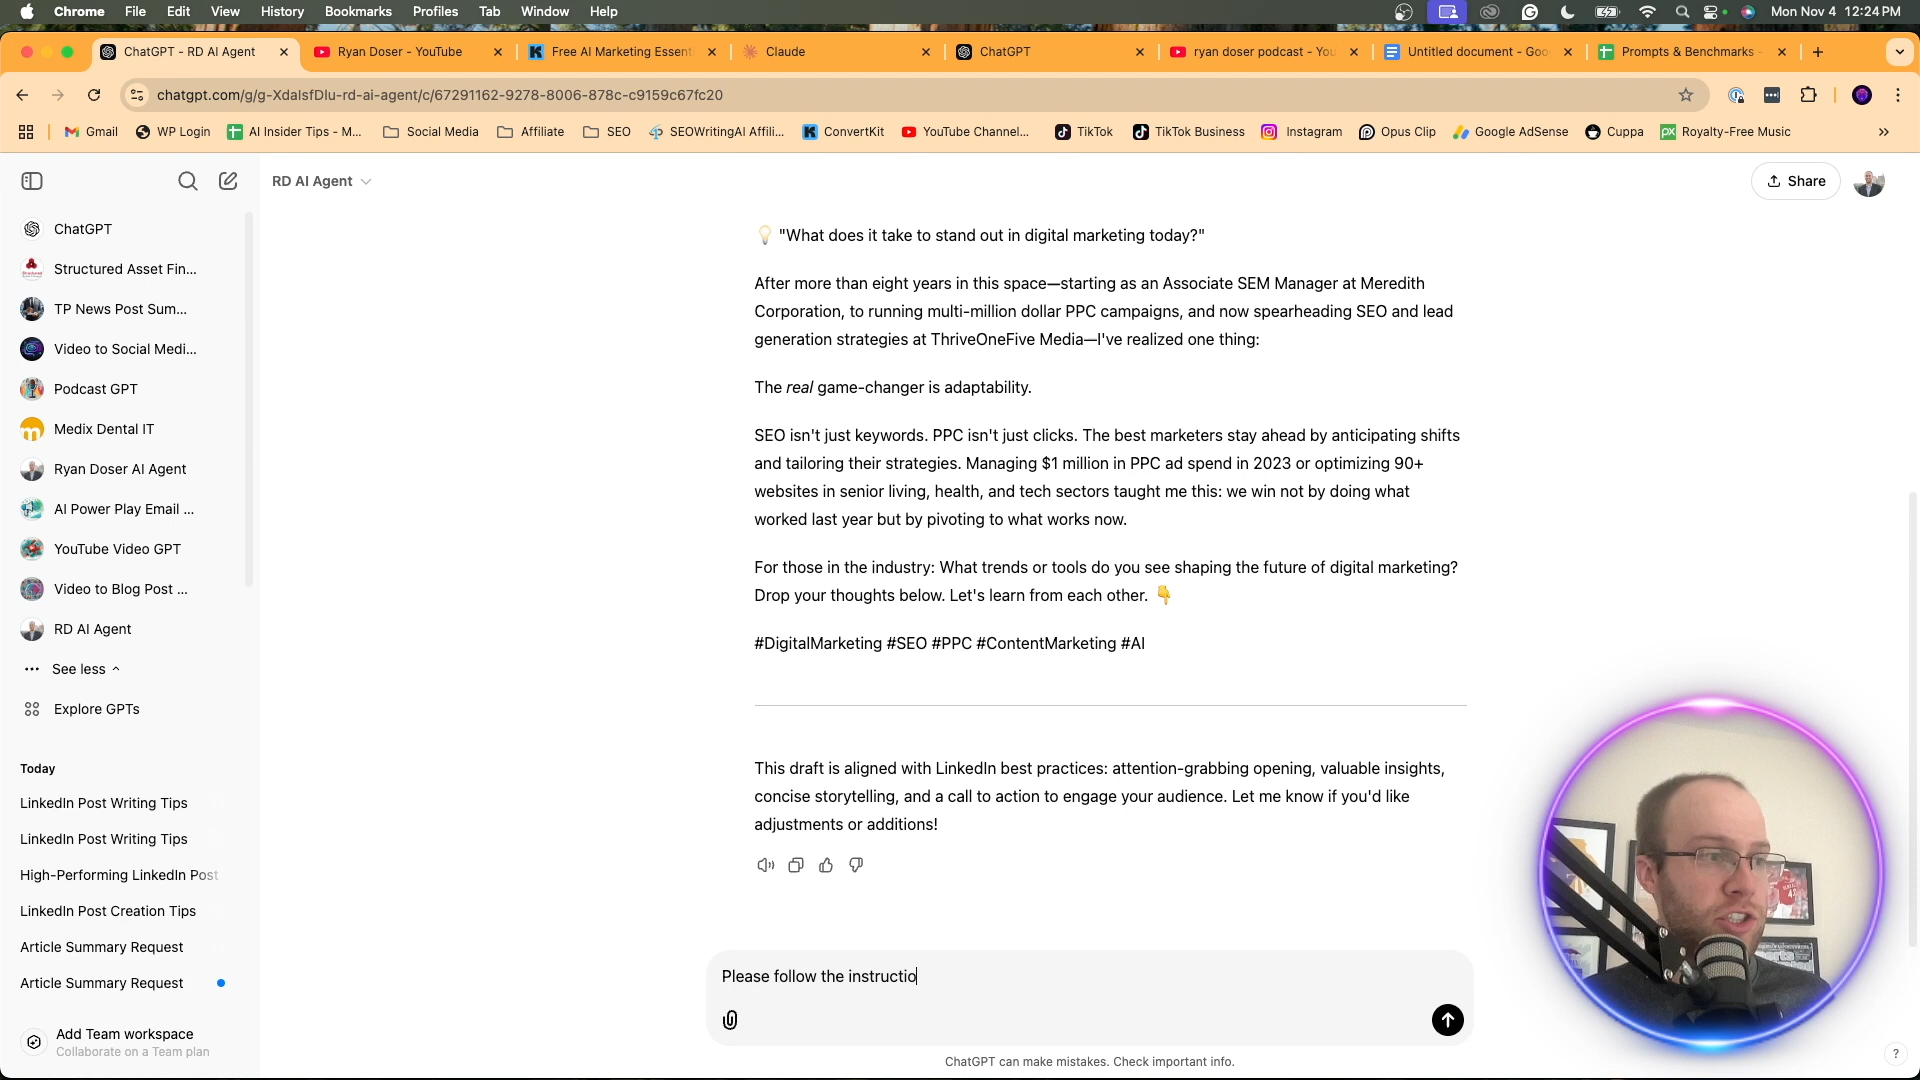 Chrome File Edit View History Bookmarks Profiles Tab Window Help Mon Nov 4 12:24 PM
ChatGPT - RD AI Agent Ryan Doser - YouTube Free AI Marketing Essent Claude ChatGPT ryan doser podcast - You Untitled document - Goo Prompts & Benchmarks -
chatgpt.com/g/g-XdalsfDlu-rd-ai-agent/c/67291162-9278-8006-878c-c9159c67fc20
Gmail WP Login AI Insider Tips - M... Social Media Affiliate SEO SEOWritingAI Affili... ConvertKit YouTube Channel... TikTok TikTok Business Instagram Opus Clip Google AdSense Cuppa Royalty-Free Music
RD AI Agent
Share
ChatGPT
Structured Asset Fin...
TP News Post Sum...
Video to Social Medi...
Podcast GPT
Medix Dental IT
Ryan Doser AI Agent
AI Power Play Email ...
YouTube Video GPT
Video to Blog Post ...
RD AI Agent
See less
Explore GPTs
Today
LinkedIn Post Writing Tips
LinkedIn Post Writing Tips
High-Performing LinkedIn Post
LinkedIn Post Creation Tips
Article Summary Request
Article Summary Request
Add Team workspace
Collaborate on a Team plan
💡 "What does it take to stand out in digital marketing today?"
After more than eight years in this space—starting as an Associate SEM Manager at Meredith
Corporation, to running multi-million dollar PPC campaigns, and now spearheading SEO and lead
generation strategies at ThriveOneFive Media—I've realized one thing:
The real game-changer is adaptability.
SEO isn't just keywords. PPC isn't just clicks. The best marketers stay ahead by anticipating shifts
and tailoring their strategies. Managing $1 million in PPC ad spend in 2023 or optimizing 90+
websites in senior living, health, and tech sectors taught me this: we win not by doing what
worked last year but by pivoting to what works now.
For those in the industry: What trends or tools do you see shaping the future of digital marketing?
Drop your thoughts below. Let's learn from each other. 👇
#DigitalMarketing #SEO #PPC #ContentMarketing #AI
This draft is aligned with LinkedIn best practices: attention-grabbing opening, valuable insights,
concise storytelling, and a call to action to engage your audience. Let me know if you'd like
adjustments or additions!
Please follow the instructio
ChatGPT can make mistakes. Check important info.
?